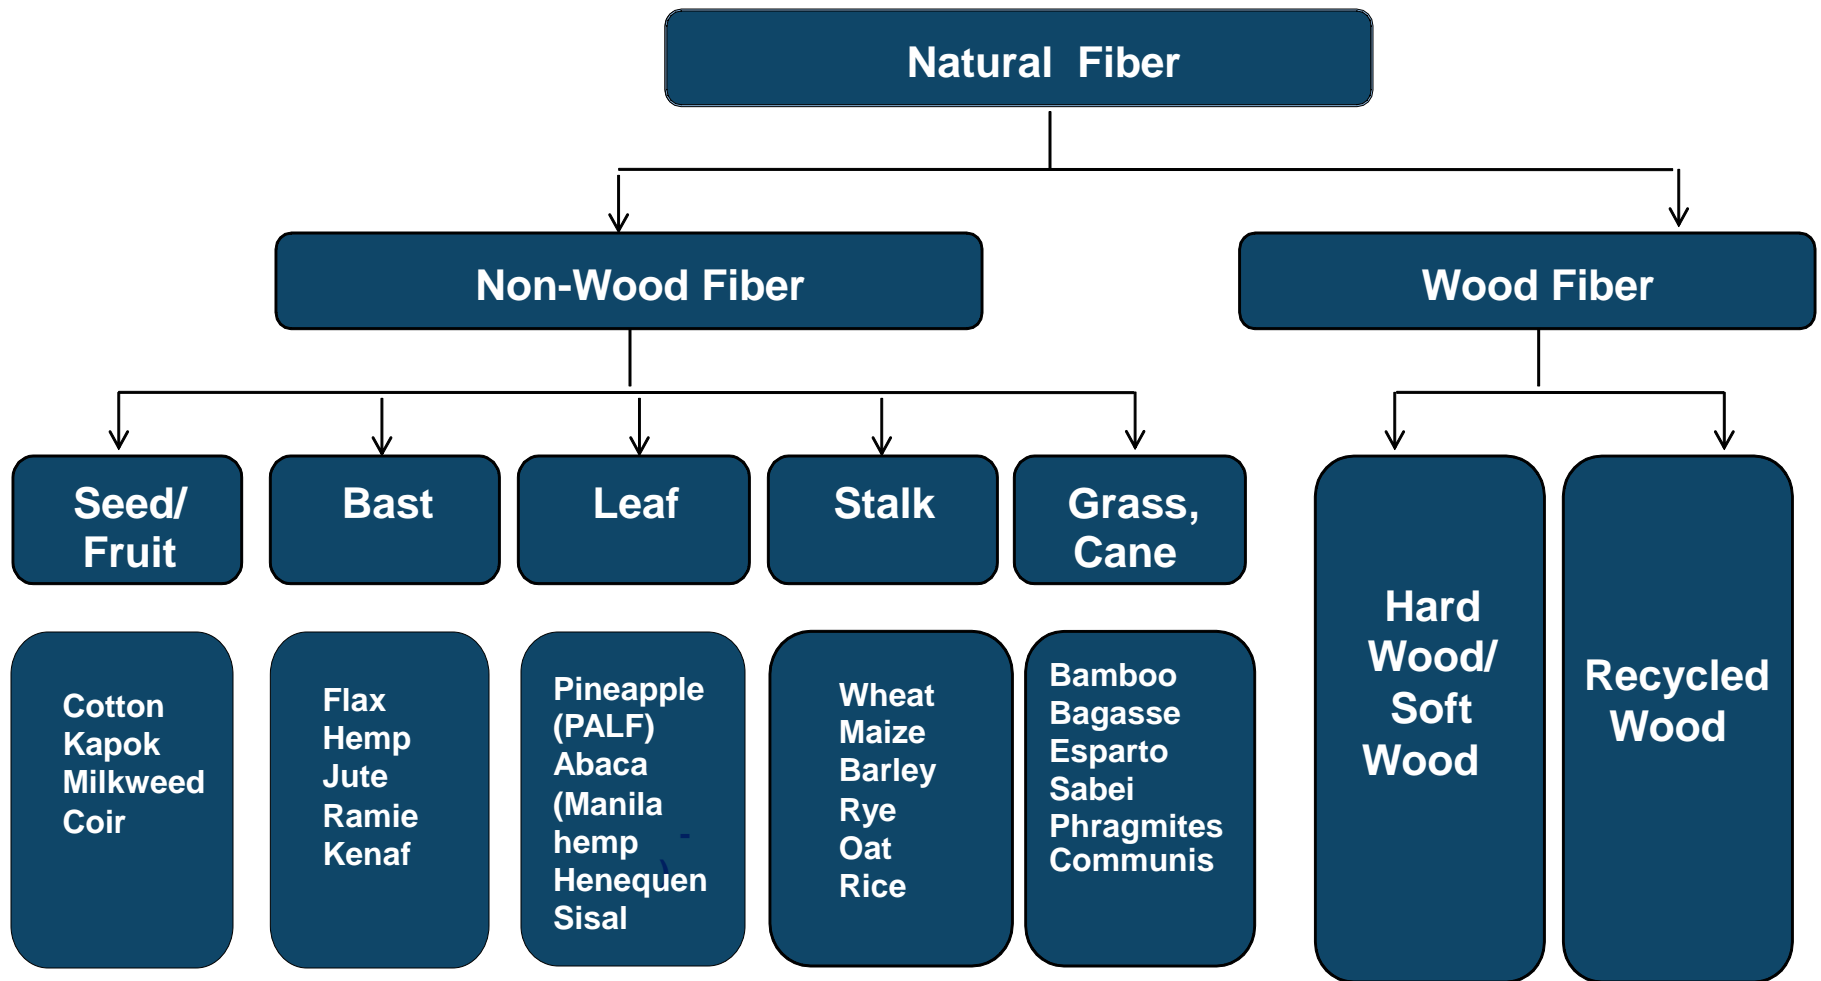 Natural Fiber
Non-Wood Fiber
Wood Fiber
Seed/
Fruit
Bast
Leaf
Stalk
Grass,
Cane
Cotton
Kapok
Milkweed
Coir
Flax
Hemp
Jute
Ramie
Kenaf
Pineapple
(PALF)
Abaca
(Manila
hemp -
)
Henequen
Sisal
Wheat
Maize
Barley
Rye
Oat
Rice
Bamboo
Bagasse
Esparto
Sabei
Phragmites
Communis
Hard
Wood/
Soft
Wood
Recycled
Wood